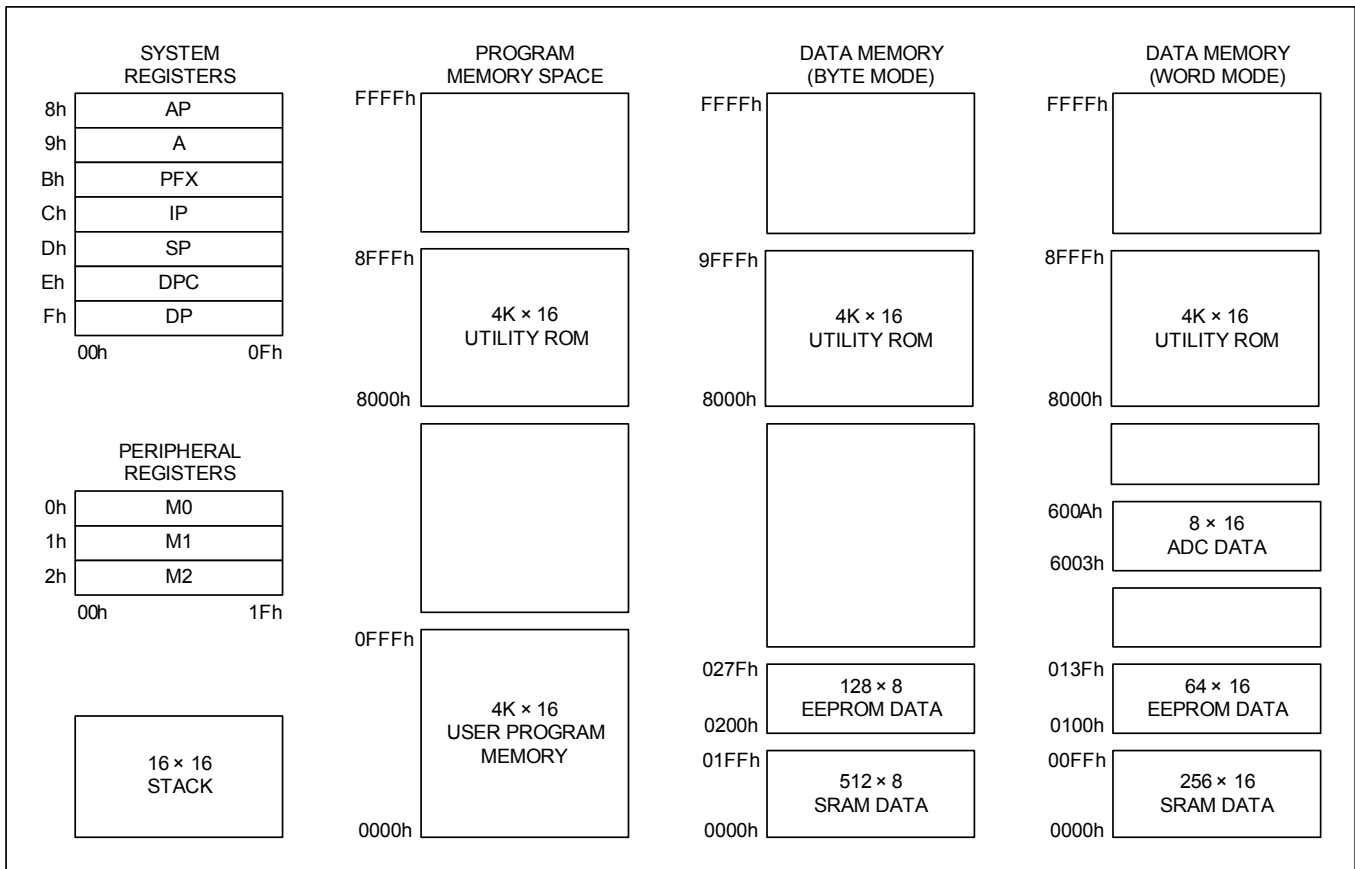 SYSTEM
REGISTERS
8h
AP
9h
A
Bh
PFX
Ch
IP
Dh
SP
Eh
DPC
Fh
DP
00h
0Fh
PERIPHERAL
REGISTERS
0h
M0
1h
M1
2h
M2
00h
1Fh
16 × 16
STACK
PROGRAM
MEMORY SPACE
FFFFh
8FFFh
4K × 16
UTILITY ROM
8000h
0FFFh
4K × 16
USER PROGRAM
MEMORY
0000h
DATA MEMORY
(BYTE MODE)
FFFFh
9FFFh
4K × 16
UTILITY ROM
8000h
027Fh
128 × 8
EEPROM DATA
0200h
01FFh
512 × 8
SRAM DATA
0000h
DATA MEMORY
(WORD MODE)
FFFFh
8FFFh
4K × 16
UTILITY ROM
8000h
600Ah
8 × 16
ADC DATA
6003h
013Fh
64 × 16
EEPROM DATA
0100h
00FFh
256 × 16
SRAM DATA
0000h